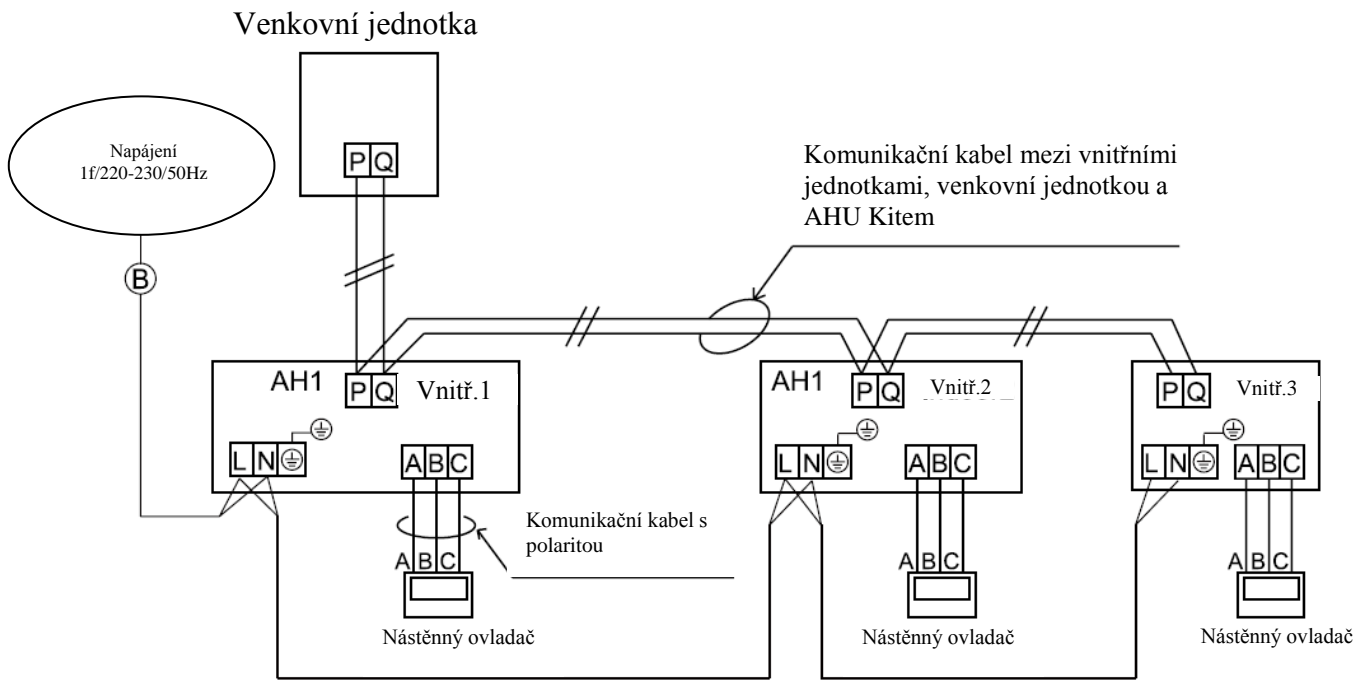 Venkovní jednotka
Napájení
1f/220-230/50Hz
P Q
Komunikační kabel mezi vnitřními
jednotkami, venkovní jednotkou a
AHU Kitem
B
AH1 P Q Vnitř.1
AH1 P Q Vnitř.2
P Q Vnitř.3
L N A B C
L N A B C
L N A B C
Komunikační kabel s
polaritou
A B C
A B C
A B C
Nástěnný ovladač
Nástěnný ovladač
Nástěnný ovladač